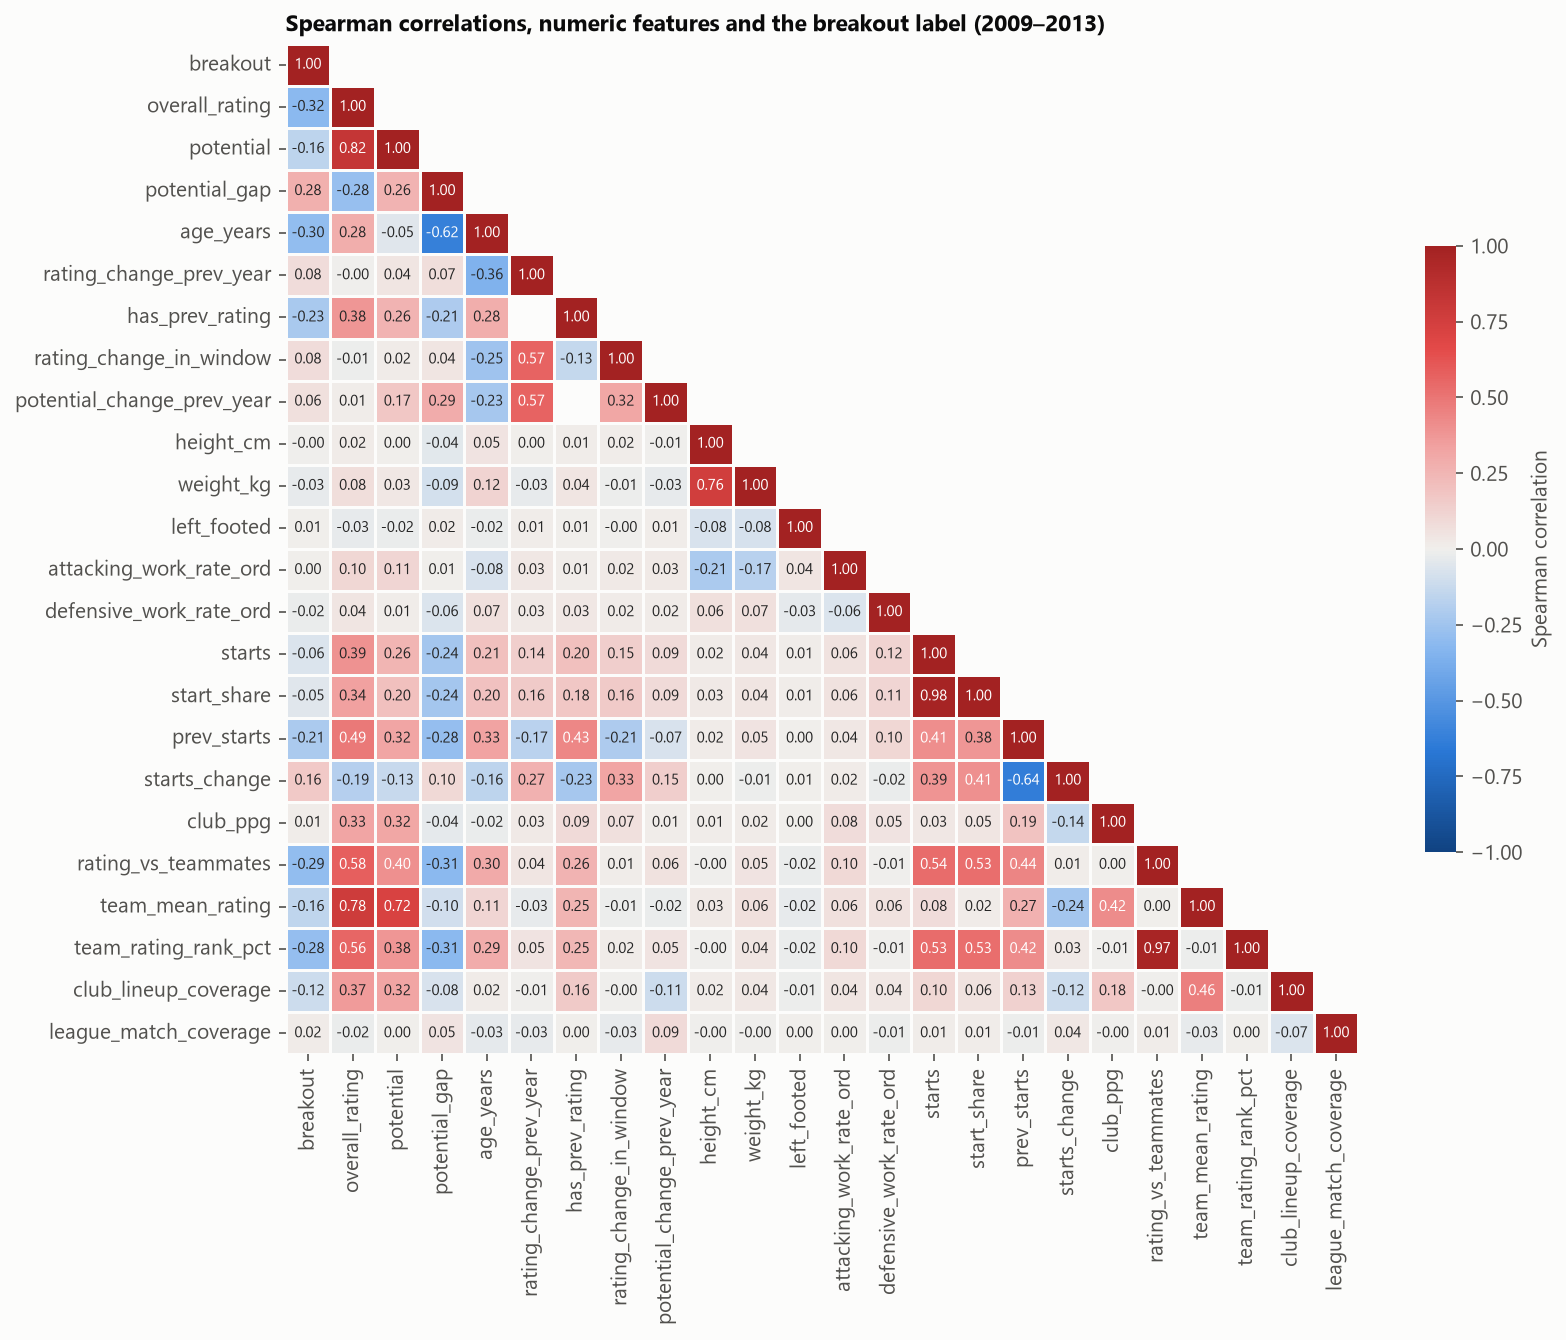 Spearman correlations, numeric features and the breakout label (2009–2013)
breakout 1.00
overall_rating -0.32 1.00
potential -0.16 0.82 1.00
potential_gap 0.28 -0.28 0.26 1.00
age_years -0.30 0.28 -0.05 -0.62 1.00
rating_change_prev_year 0.08 -0.00 0.04 0.07 -0.36 1.00
has_prev_rating -0.23 0.38 0.26 -0.21 0.28 1.00
rating_change_in_window 0.08 -0.01 0.02 0.04 -0.25 0.57 -0.13 1.00
potential_change_prev_year 0.06 0.01 0.17 0.29 -0.23 0.57 0.32 1.00
height_cm -0.00 0.02 0.00 -0.04 0.05 0.00 0.01 0.02 -0.01 1.00
weight_kg -0.03 0.08 0.03 -0.09 0.12 -0.03 0.04 -0.01 -0.03 0.76 1.00
left_footed 0.01 -0.03 -0.02 0.02 -0.02 0.01 0.01 -0.00 0.01 -0.08 -0.08 1.00
attacking_work_rate_ord 0.00 0.10 0.11 0.01 -0.08 0.03 0.01 0.02 0.03 -0.21 -0.17 0.04 1.00
defensive_work_rate_ord -0.02 0.04 0.01 -0.06 0.07 0.03 0.03 0.02 0.02 0.06 0.07 -0.03 -0.06 1.00
starts -0.06 0.39 0.26 -0.24 0.21 0.14 0.20 0.15 0.09 0.02 0.04 0.01 0.06 0.12 1.00
start_share -0.05 0.34 0.20 -0.24 0.20 0.16 0.18 0.16 0.09 0.03 0.04 0.01 0.06 0.11 0.98 1.00
prev_starts -0.21 0.49 0.32 -0.28 0.33 -0.17 0.43 -0.21 -0.07 0.02 0.05 0.00 0.04 0.10 0.41 0.38 1.00
starts_change 0.16 -0.19 -0.13 0.10 -0.16 0.27 -0.23 0.33 0.15 0.00 -0.01 0.01 0.02 -0.02 0.39 0.41 -0.64 1.00
club_ppg 0.01 0.33 0.32 -0.04 -0.02 0.03 0.09 0.07 0.01 0.01 0.02 0.00 0.08 0.05 0.03 0.05 0.19 -0.14 1.00
rating_vs_teammates -0.29 0.58 0.40 -0.31 0.30 0.04 0.26 0.01 0.06 -0.00 0.05 -0.02 0.10 -0.01 0.54 0.53 0.44 0.01 0.00 1.00
team_mean_rating -0.16 0.78 0.72 -0.10 0.11 -0.03 0.25 -0.01 -0.02 0.03 0.06 -0.02 0.06 0.06 0.08 0.02 0.27 -0.24 0.42 0.00 1.00
team_rating_rank_pct -0.28 0.56 0.38 -0.31 0.29 0.05 0.25 0.02 0.05 -0.00 0.04 -0.02 0.10 -0.01 0.53 0.53 0.42 0.03 -0.01 0.97 -0.01 1.00
club_lineup_coverage -0.12 0.37 0.32 -0.08 0.02 -0.01 0.16 -0.00 -0.11 0.02 0.04 -0.01 0.04 0.04 0.10 0.06 0.13 -0.12 0.18 -0.00 0.46 -0.01 1.00
league_match_coverage 0.02 -0.02 0.00 0.05 -0.03 -0.03 0.00 -0.03 0.09 -0.00 -0.00 0.00 0.00 -0.01 0.01 0.01 -0.01 0.04 -0.00 0.01 -0.03 0.00 -0.07 1.00
breakout
overall_rating
potential
potential_gap
age_years
rating_change_prev_year
has_prev_rating
rating_change_in_window
potential_change_prev_year
height_cm
weight_kg
left_footed
attacking_work_rate_ord
defensive_work_rate_ord
starts
start_share
prev_starts
starts_change
club_ppg
rating_vs_teammates
team_mean_rating
team_rating_rank_pct
club_lineup_coverage
league_match_coverage
1.00
0.75
0.50
0.25
0.00
−0.25
−0.50
−0.75
−1.00
Spearman correlation